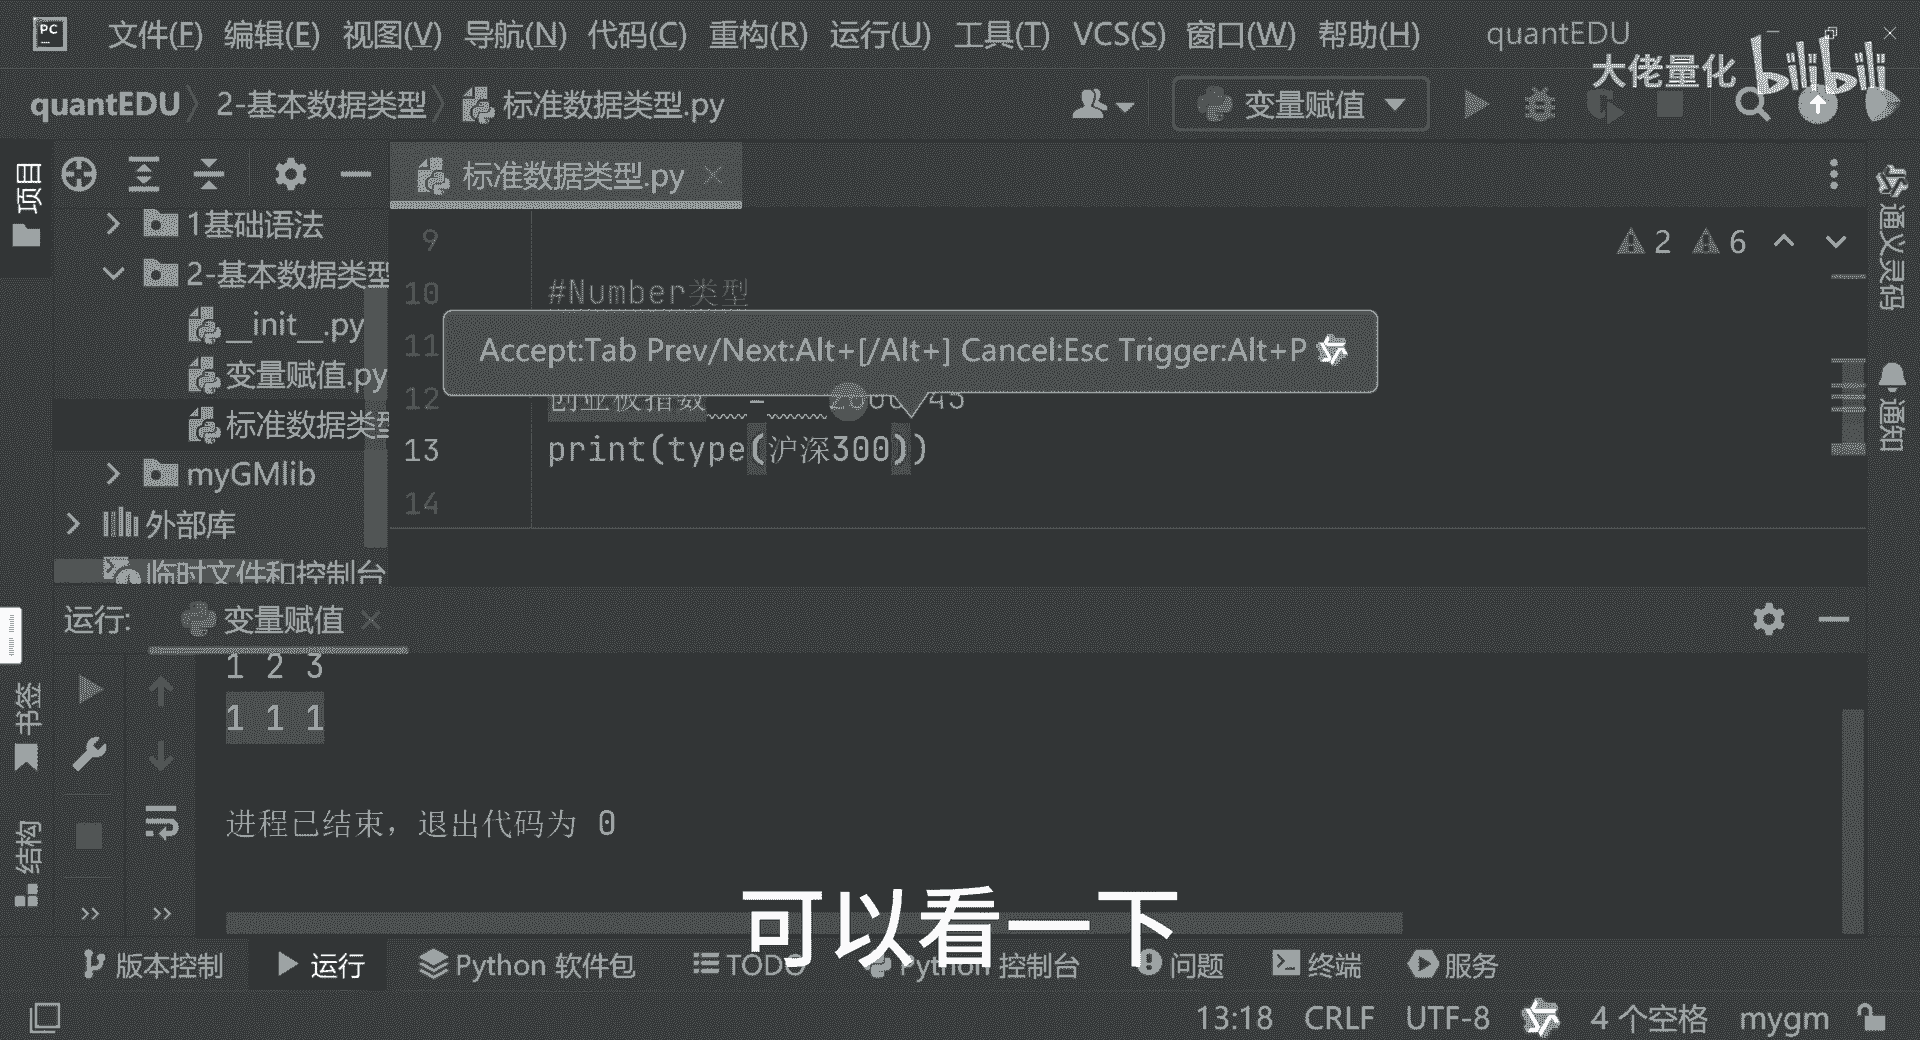 文件(F) 编辑(E) 视图(V) 导航(N) 代码(C) 重构(R) 运行(U) 工具(T) VCS(S) 窗口(W) 帮助(H) quantEDU
大佬量化 bilibili
quantEDU 2-基本数据类型 标准数据类型.py 变量赋值
项目
标准数据类型.py
1基础语法
2-基本数据类型
__init__.py
变量赋值.py
标准数据类型
myGMlib
外部库
临时文件和控制台
9
2 6
10 #Number类型
11
Accept:Tab Prev/Next:Alt+[/Alt+] Cancel:Esc Trigger:Alt+P
12 创业板指数 =
13 print(type(沪深300))
14
通义灵码
通知
运行: 变量赋值
1 2 3
1 1 1
进程已结束，退出代码为 0
书签
结构
可以看一下
版本控制 运行 Python 软件包 TODO Python 控制台 问题 终端 服务
13:18 CRLF UTF-8 4 个空格 mygm